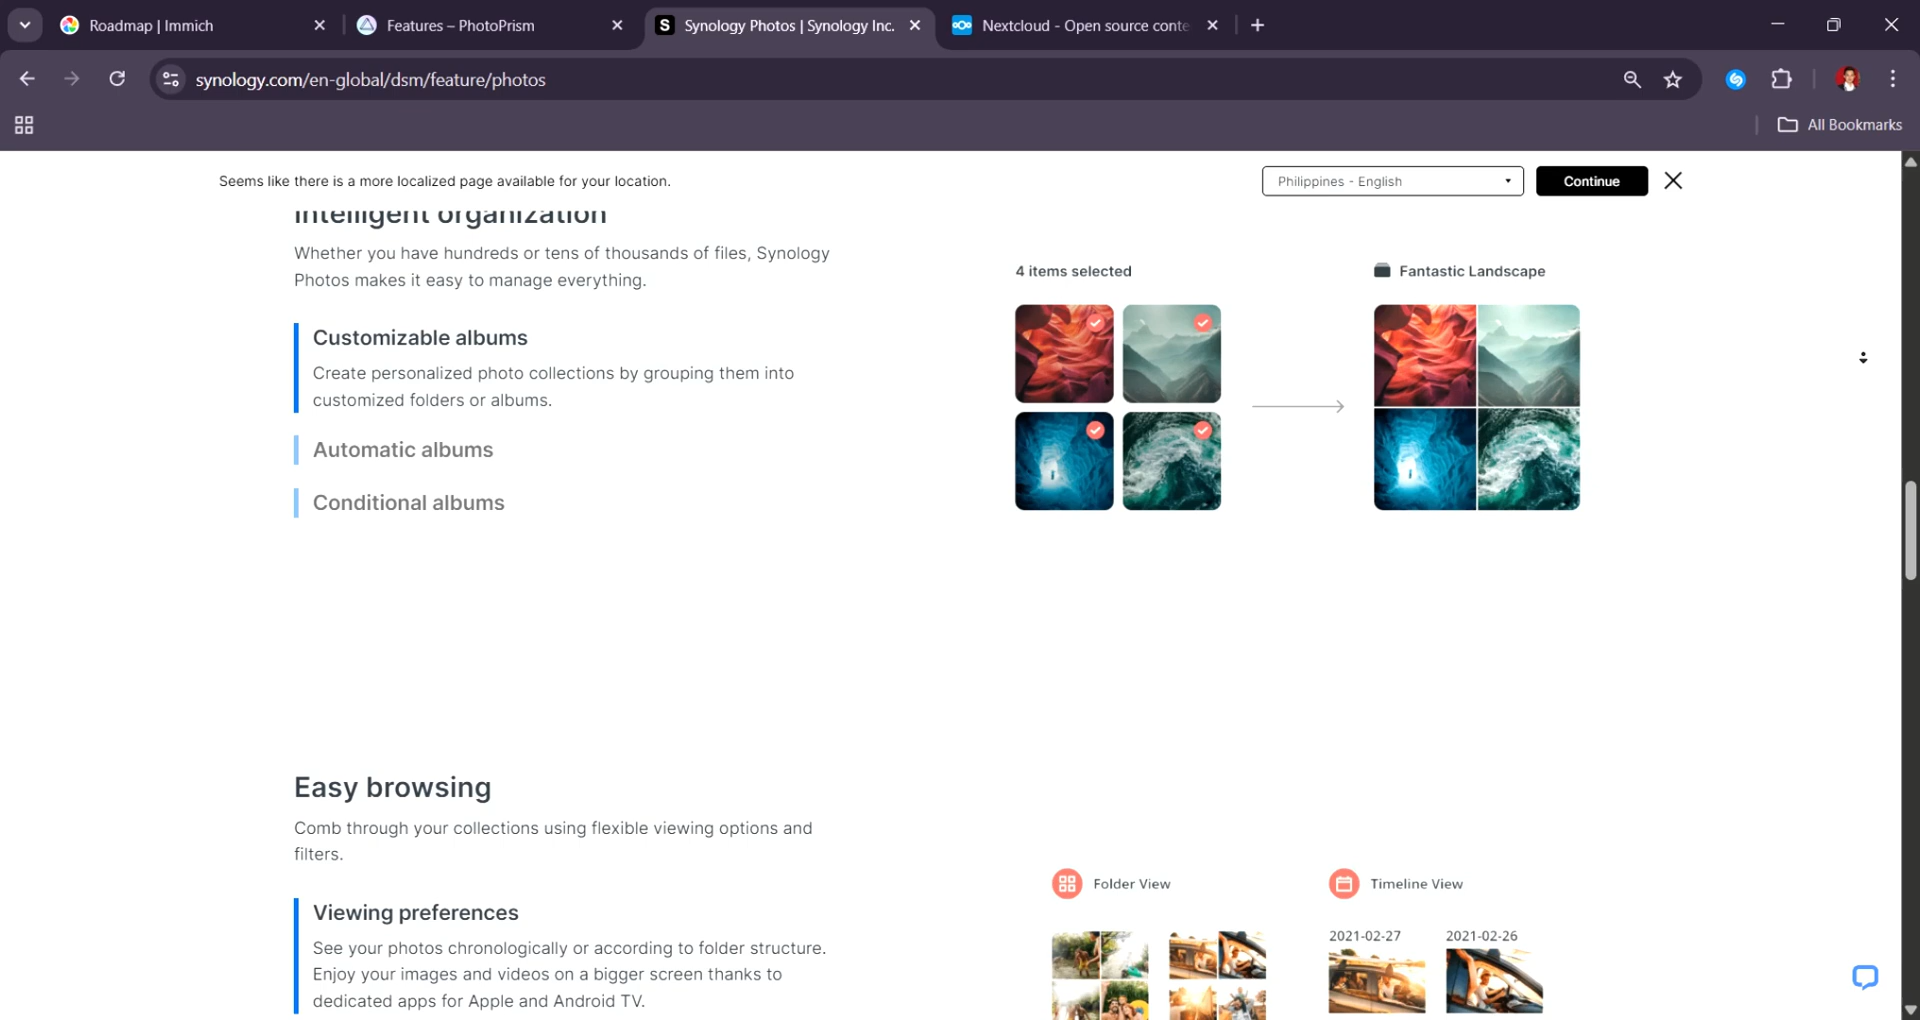 Roadmap | Immich
Features – PhotoPrism
Synology Photos | Synology Inc.
Nextcloud - Open source conte
synology.com/en-global/dsm/feature/photos
All Bookmarks
Seems like there is a more localized page available for your location.
Philippines - English
Continue
Intelligent organization
Whether you have hundreds or tens of thousands of files, Synology
Photos makes it easy to manage everything.
Customizable albums
Create personalized photo collections by grouping them into
customized folders or albums.
Automatic albums
Conditional albums
4 items selected
Fantastic Landscape
Easy browsing
Comb through your collections using flexible viewing options and
filters.
Viewing preferences
See your photos chronologically or according to folder structure.
Enjoy your images and videos on a bigger screen thanks to
dedicated apps for Apple and Android TV.
Folder View
Timeline View
2021-02-27
2021-02-26